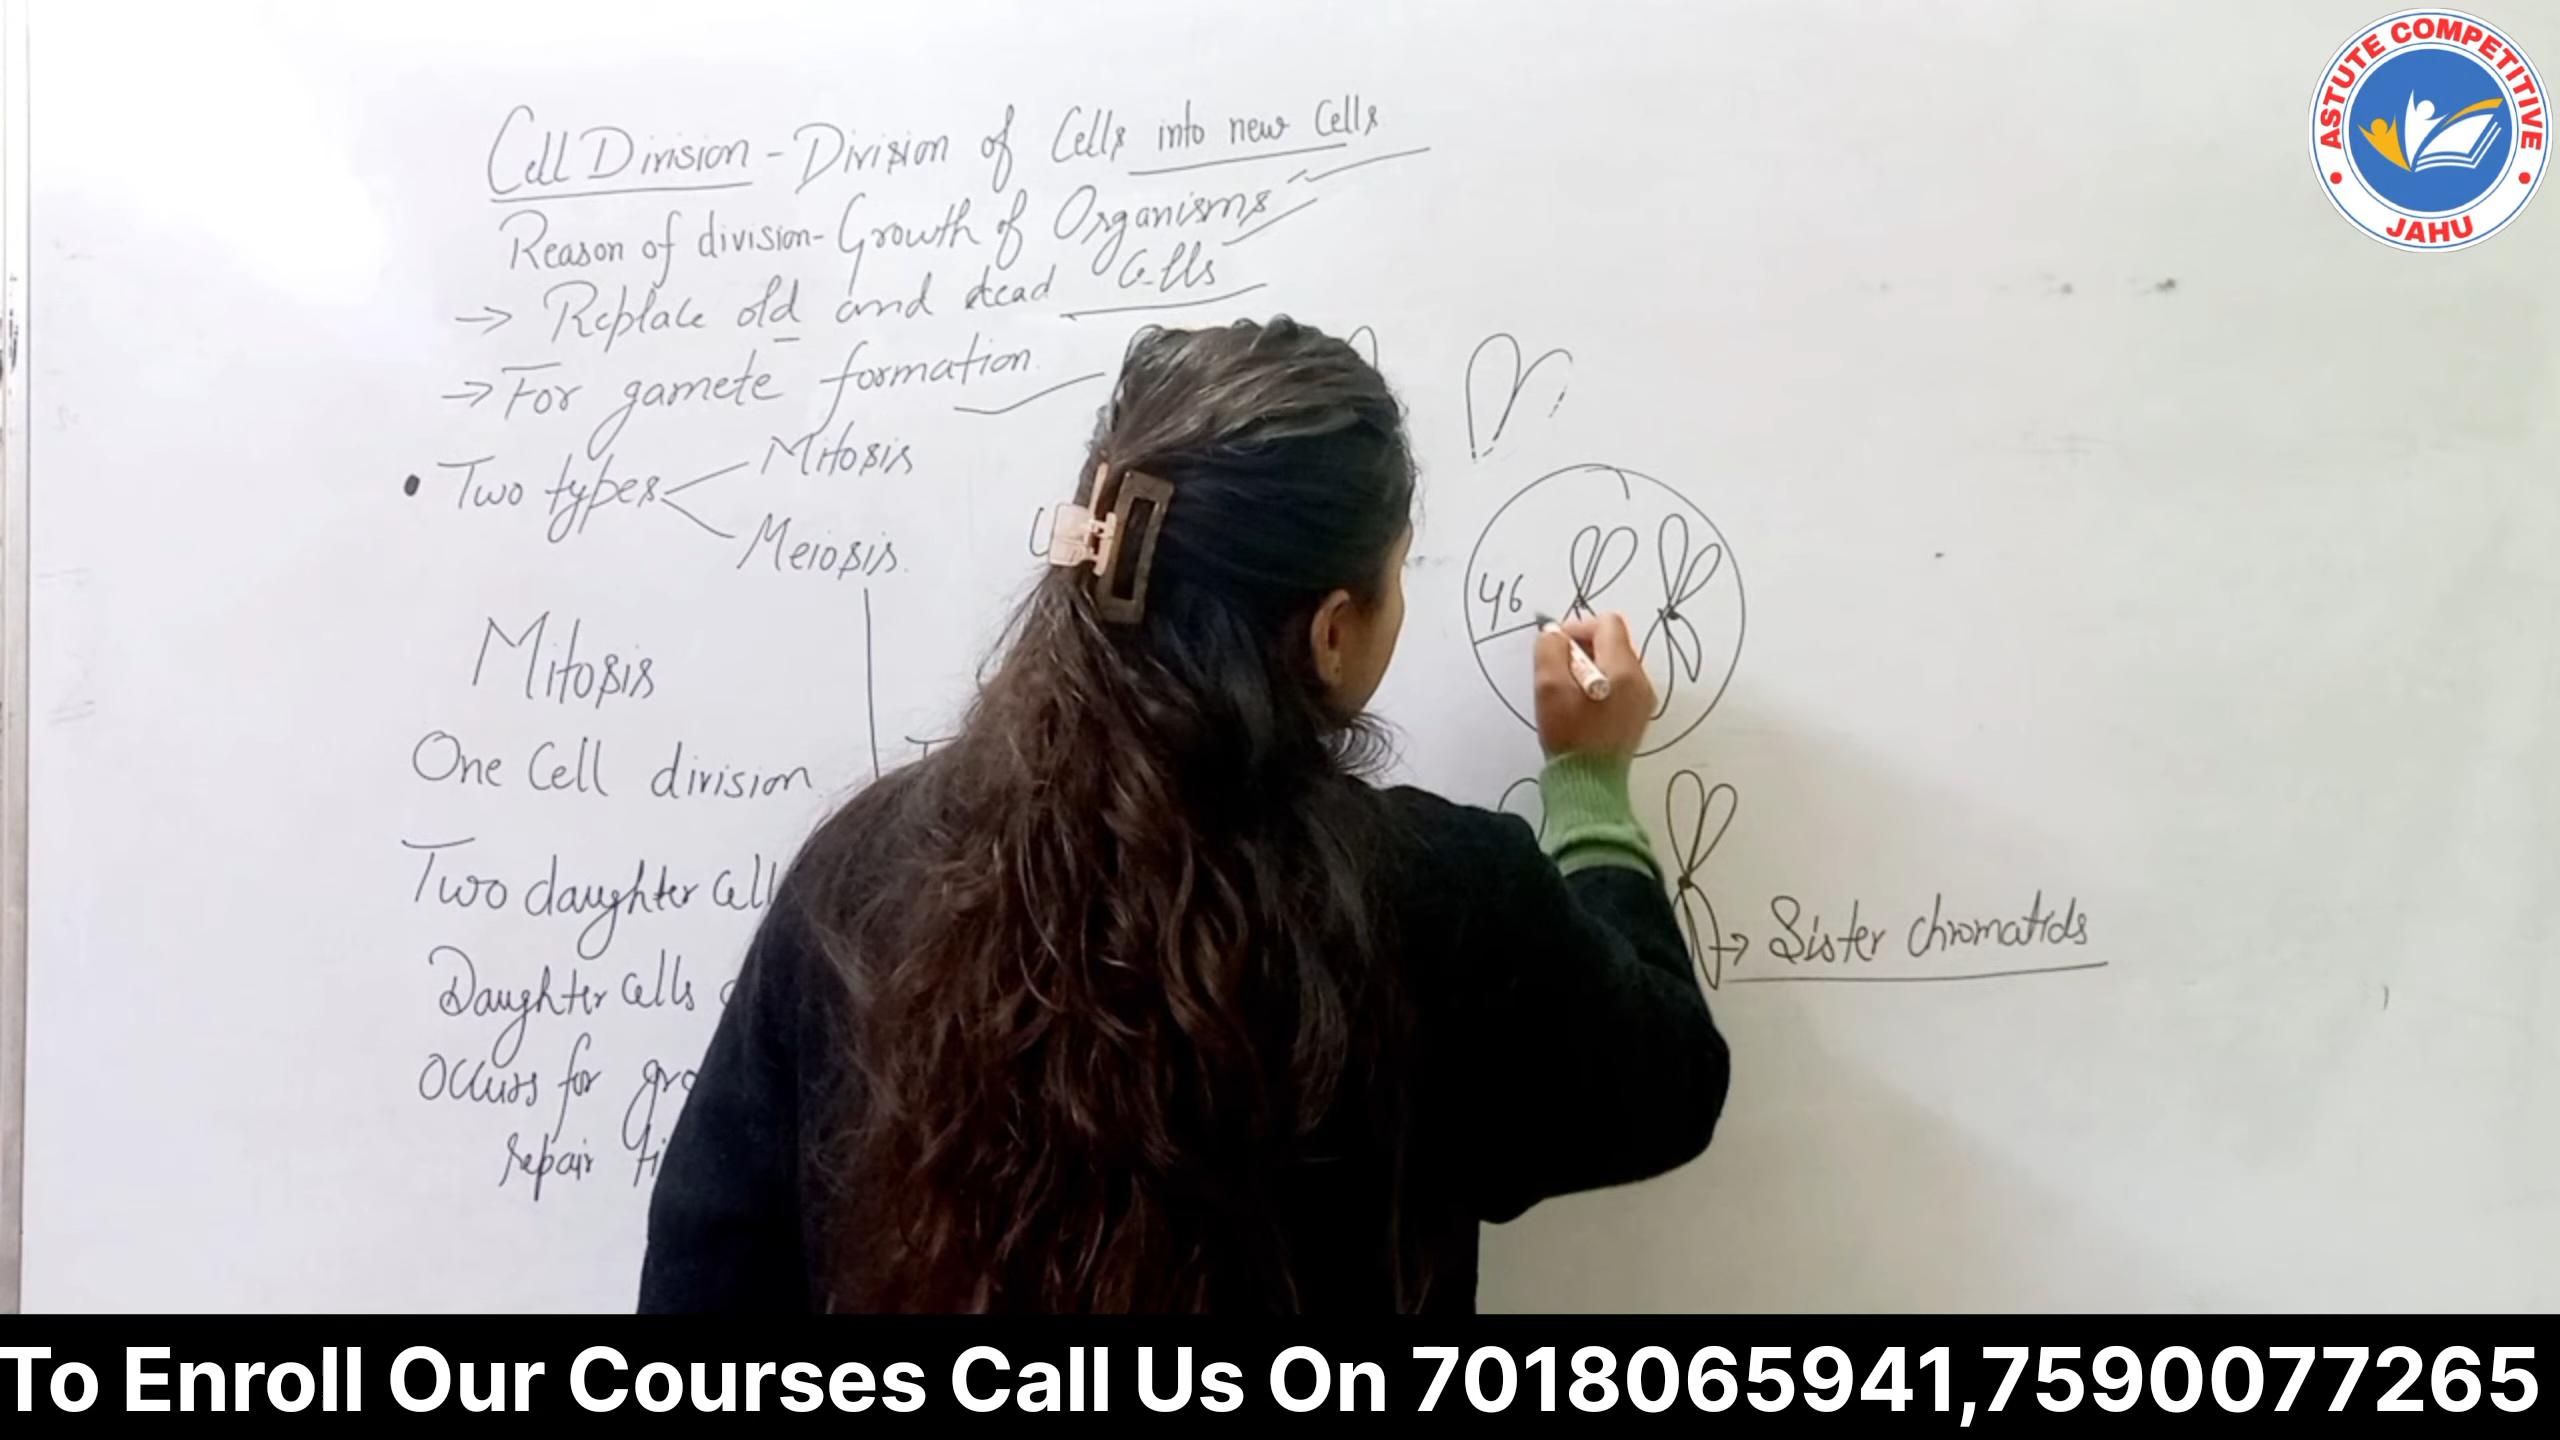 Cell Division - Division of Cells into new Cells
Reason of division - Growth of Organisms
→ Replace old and dead Cells
→ For gamete formation.
• Two types
Mitosis
Meiosis.
Mitosis
One Cell division
Two daughter Cell
Daughter Cells
Occurs for
repair
46
→ Sister chromatids
ASTUTE COMPETITIVE
JAHU
To Enroll Our Courses Call Us On 7018065941,7590077265